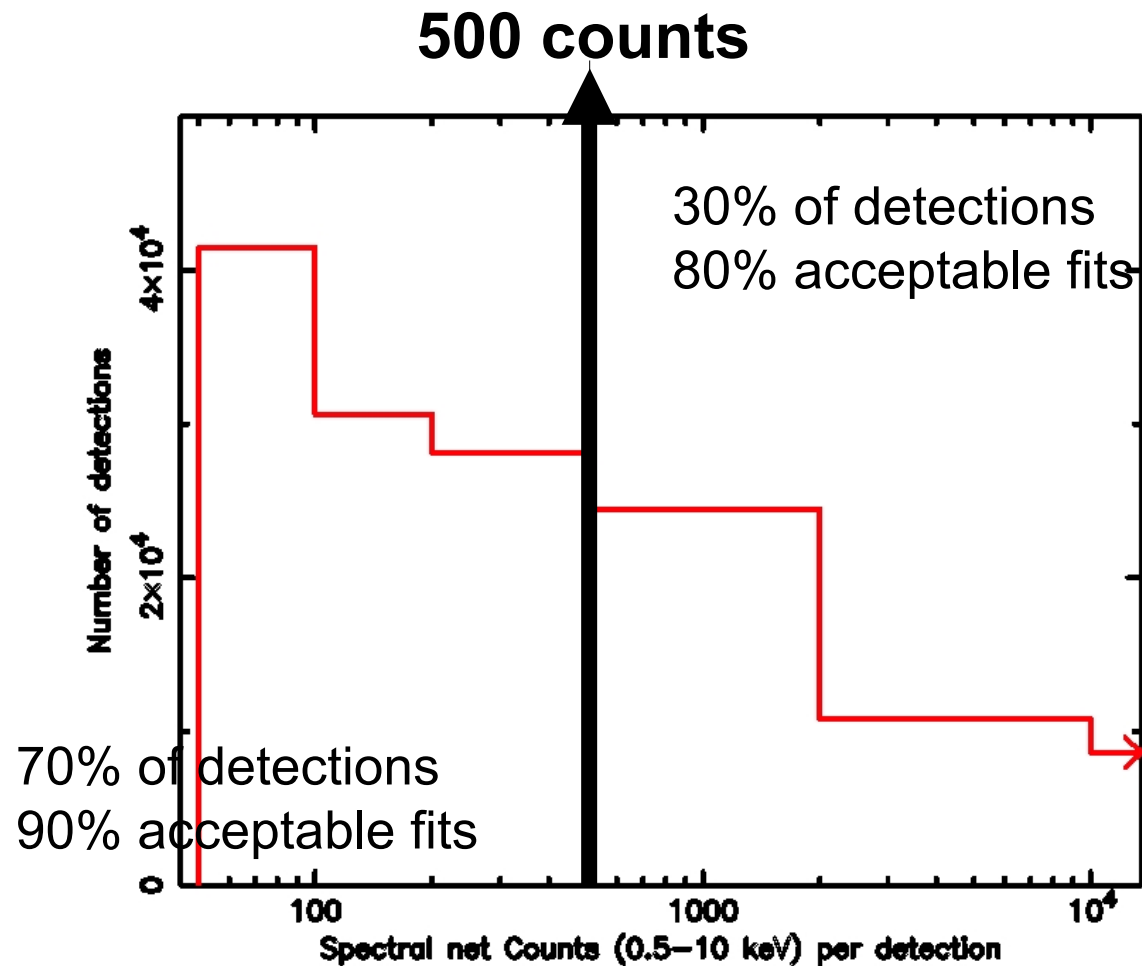 500 counts
30% of detections
80% acceptable fits
4×10⁴
2×10⁴
0
Number of detections
70% of detections
90% acceptable fits
100
1000
10⁴
Spectral net Counts (0.5−10 keV) per detection